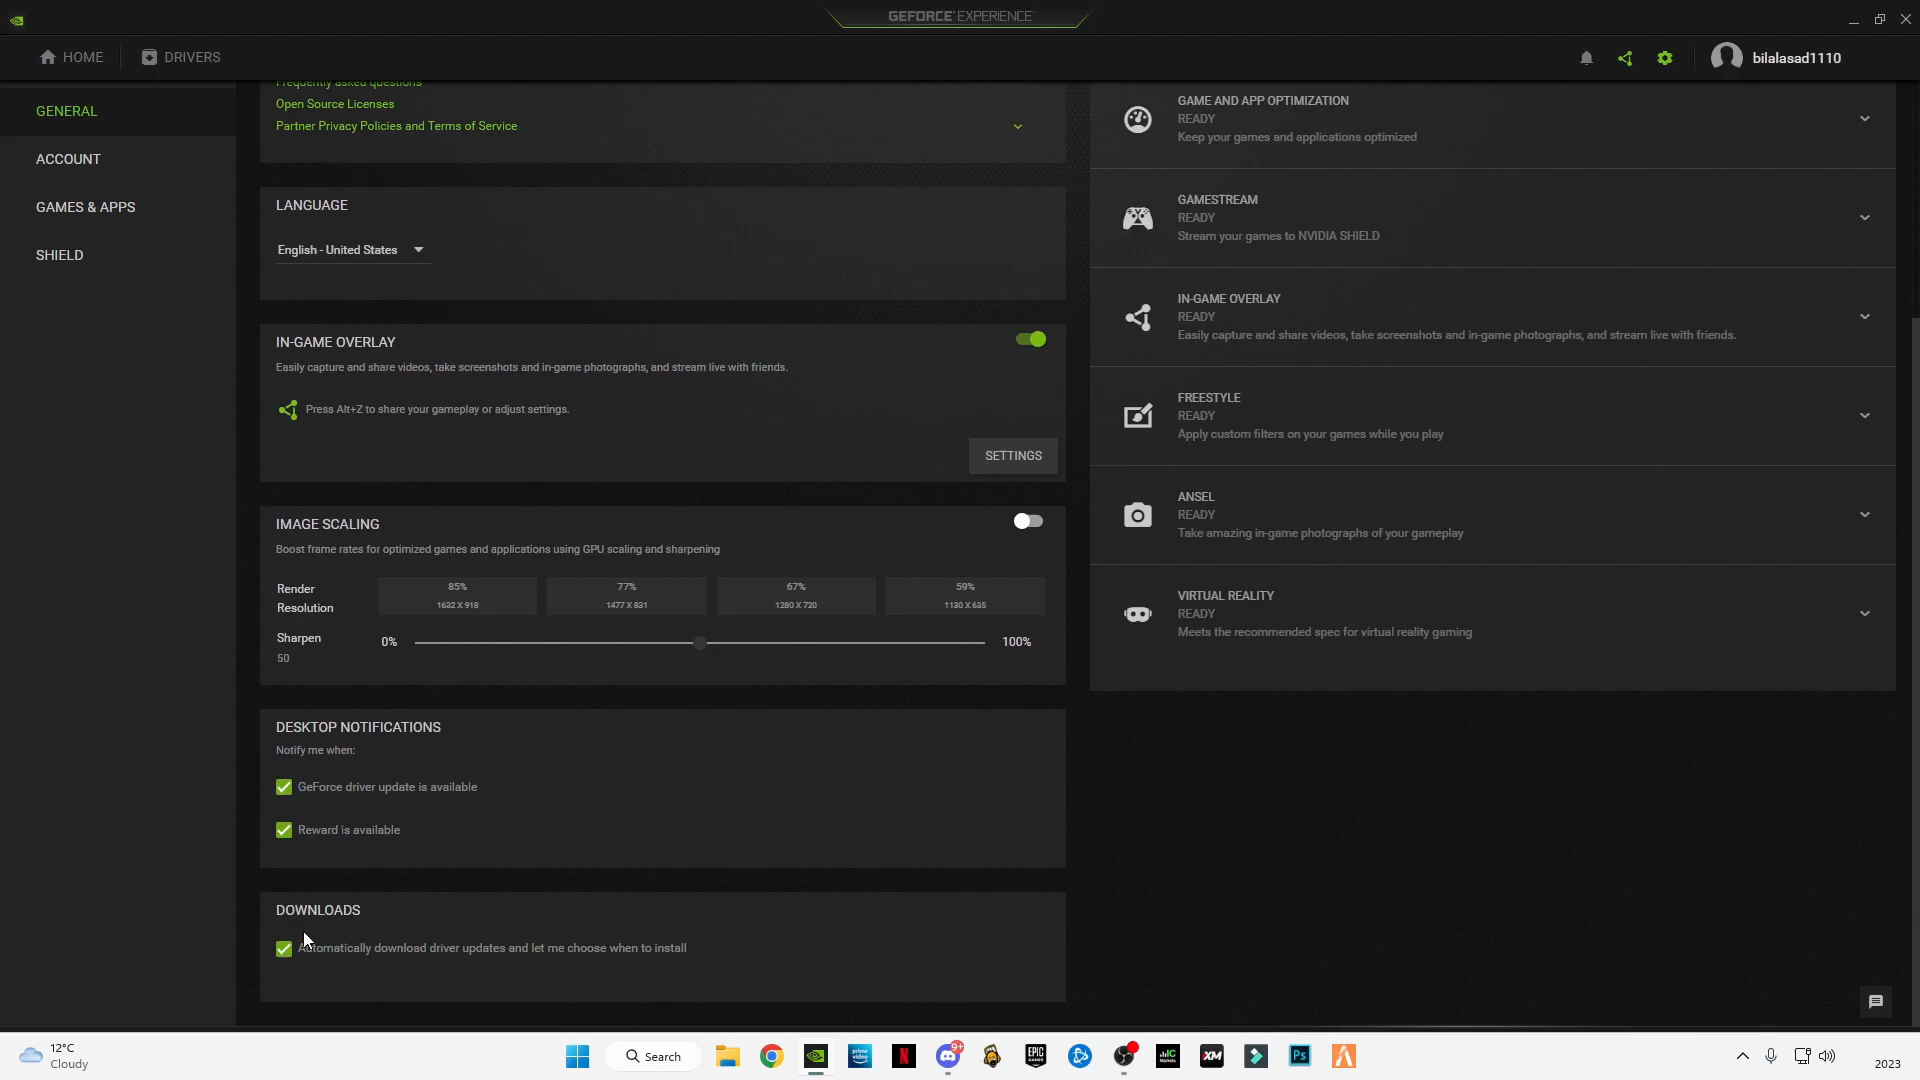 GEFORCE EXPERIENCE
HOME
DRIVERS
bilalasad1110
GENERAL
ACCOUNT
GAMES & APPS
SHIELD
Frequently asked questions
Open Source Licenses
Partner Privacy Policies and Terms of Service
LANGUAGE
English - United States
IN-GAME OVERLAY
Easily capture and share videos, take screenshots and in-game photographs, and stream live with friends.
Press Alt+Z to share your gameplay or adjust settings.
SETTINGS
IMAGE SCALING
Boost frame rates for optimized games and applications using GPU scaling and sharpening
Render
Resolution
85%
1632 X 918
77%
1477 X 831
67%
1280 X 720
59%
1130 X 635
Sharpen
50
0%
100%
DESKTOP NOTIFICATIONS
Notify me when:
GeForce driver update is available
Reward is available
DOWNLOADS
Automatically download driver updates and let me choose when to install
GAME AND APP OPTIMIZATION
READY
Keep your games and applications optimized
GAMESTREAM
READY
Stream your games to NVIDIA SHIELD
IN-GAME OVERLAY
READY
Easily capture and share videos, take screenshots and in-game photographs, and stream live with friends.
FREESTYLE
READY
Apply custom filters on your games while you play
ANSEL
READY
Take amazing in-game photographs of your gameplay
VIRTUAL REALITY
READY
Meets the recommended spec for virtual reality gaming
12°C
Cloudy
Search
prime video
N
9+
EPIC GAMES
IC Markets
XM
Ps
2023